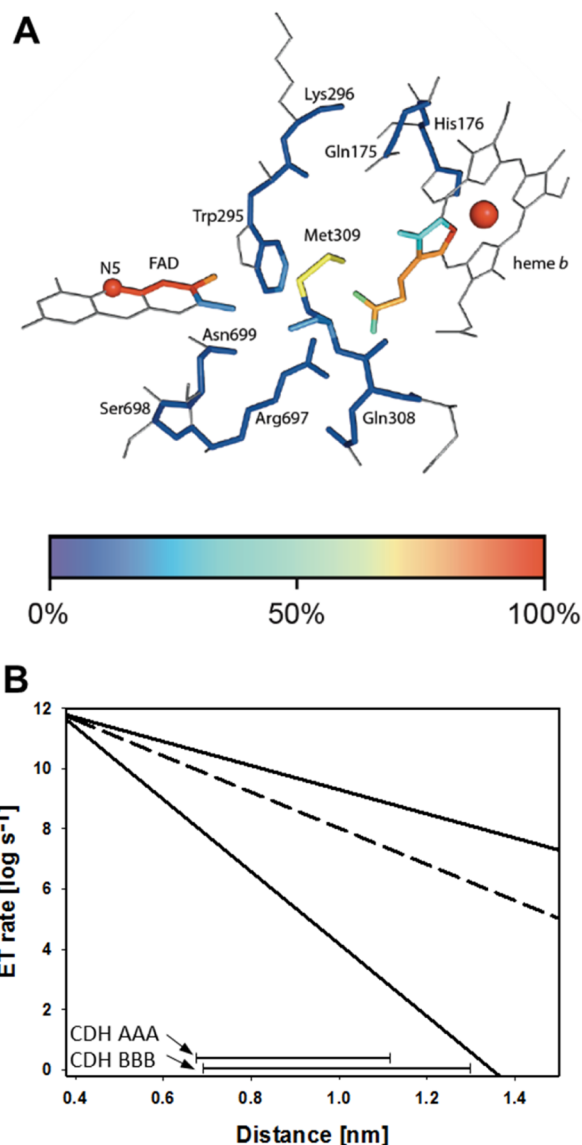 A
Lys296
His176
Gln175
Trp295
Met309
N5
FAD
heme b
Asn699
Ser698
Arg697
Gln308
0%
50%
100%
B
12
10
8
6
4
2
0
ET rate [log s⁻¹]
CDH AAA
CDH BBB
0.4
0.6
0.8
1.0
1.2
1.4
Distance [nm]